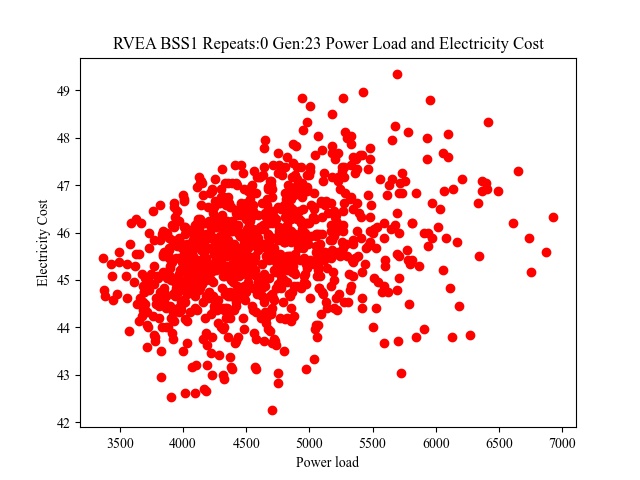 RVEA BSS1 Repeats:0 Gen:23 Power Load and Electricity Cost
49
48
47
46
45
44
43
42
Electricity Cost
3500 4000 4500 5000 5500 6000 6500 7000
Power load